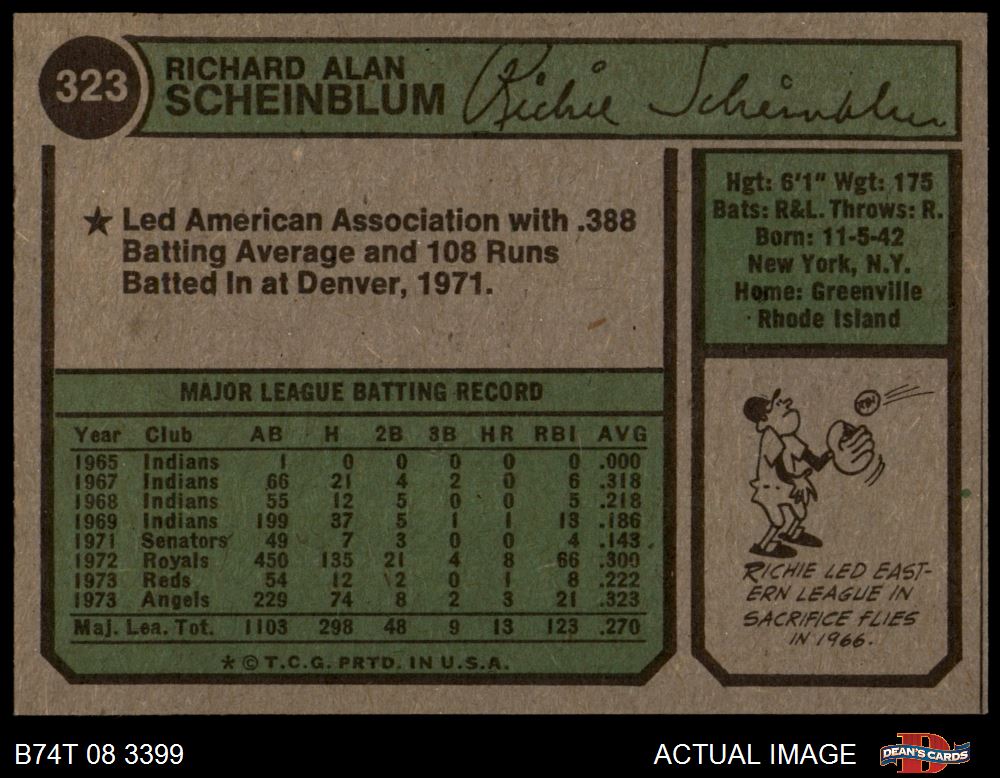 323
RICHARD ALAN
SCHEINBLUM
Richie Scheinblum
★ Led American Association with .388
Batting Average and 108 Runs
Batted In at Denver, 1971.
Hgt: 6'1" Wgt: 175
Bats: R&L. Throws: R.
Born: 11-5-42
New York, N.Y.
Home: Greenville
Rhode Island
MAJOR LEAGUE BATTING RECORD
Year Club AB H 2B 3B HR RBI AVG
1965 Indians 1 0 0 0 0 0 .000
1967 Indians 66 21 4 2 0 6 .318
1968 Indians 55 12 5 0 0 5 .218
1969 Indians 199 37 5 1 1 13 .186
1971 Senators 49 7 3 0 0 4 .143
1972 Royals 450 135 21 4 8 66 .300
1973 Reds 54 12 2 0 1 8 .222
1973 Angels 229 74 8 2 3 21 .323
Maj. Lea. Tot. 1103 298 48 9 13 123 .270
* © T.C.G. PRTD. IN U.S.A.
RICHIE LED EAST-
ERN LEAGUE IN
SACRIFICE FLIES
IN 1966.
B74T 08 3399
ACTUAL IMAGE
D
DEAN'S CARDS